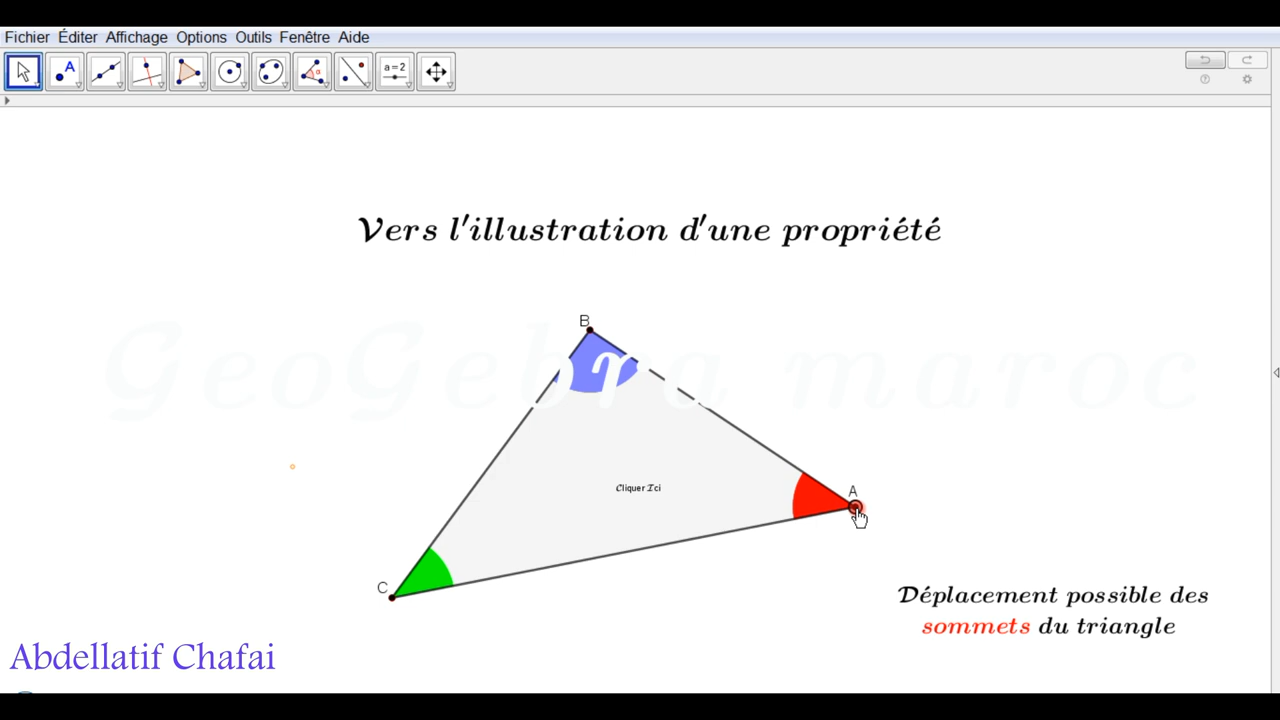 Fichier Éditer Affichage Options Outils Fenêtre Aide
A
α
a = 2
Vers l'illustration d'une propriété
B
GeoGebra maroc
Cliquer Ici
A
C
Déplacement possible des
sommets du triangle
Abdellatif Chafai